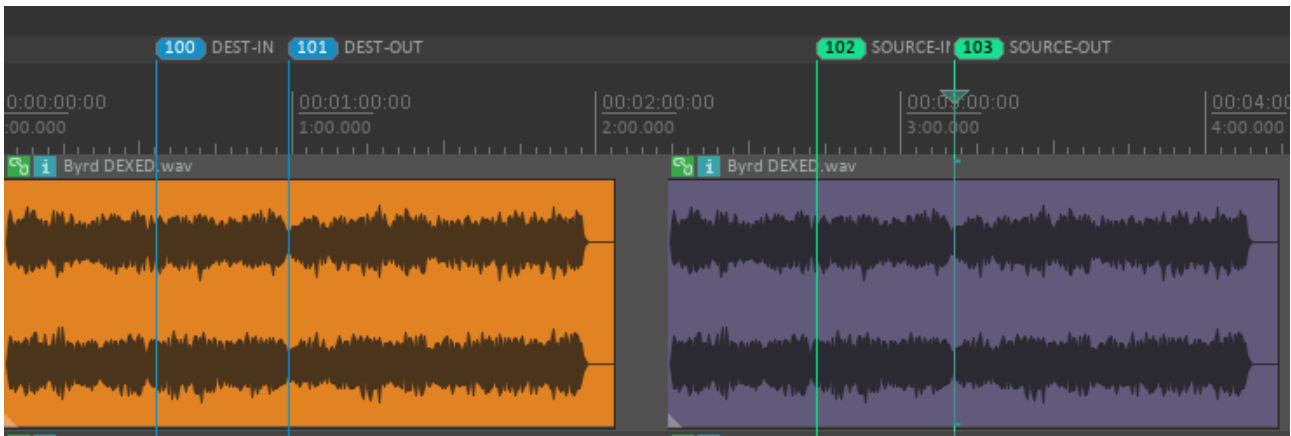 100 DEST-IN 101 DEST-OUT 102 SOURCE-IN 103 SOURCE-OUT
0:00:00:00 00:01:00:00 00:02:00:00 00:03:00:00 00:04:00
:00.000 1:00.000 2:00.000 3:00.000 4:00.000
i Byrd DEXED.wav i Byrd DEXED.wav